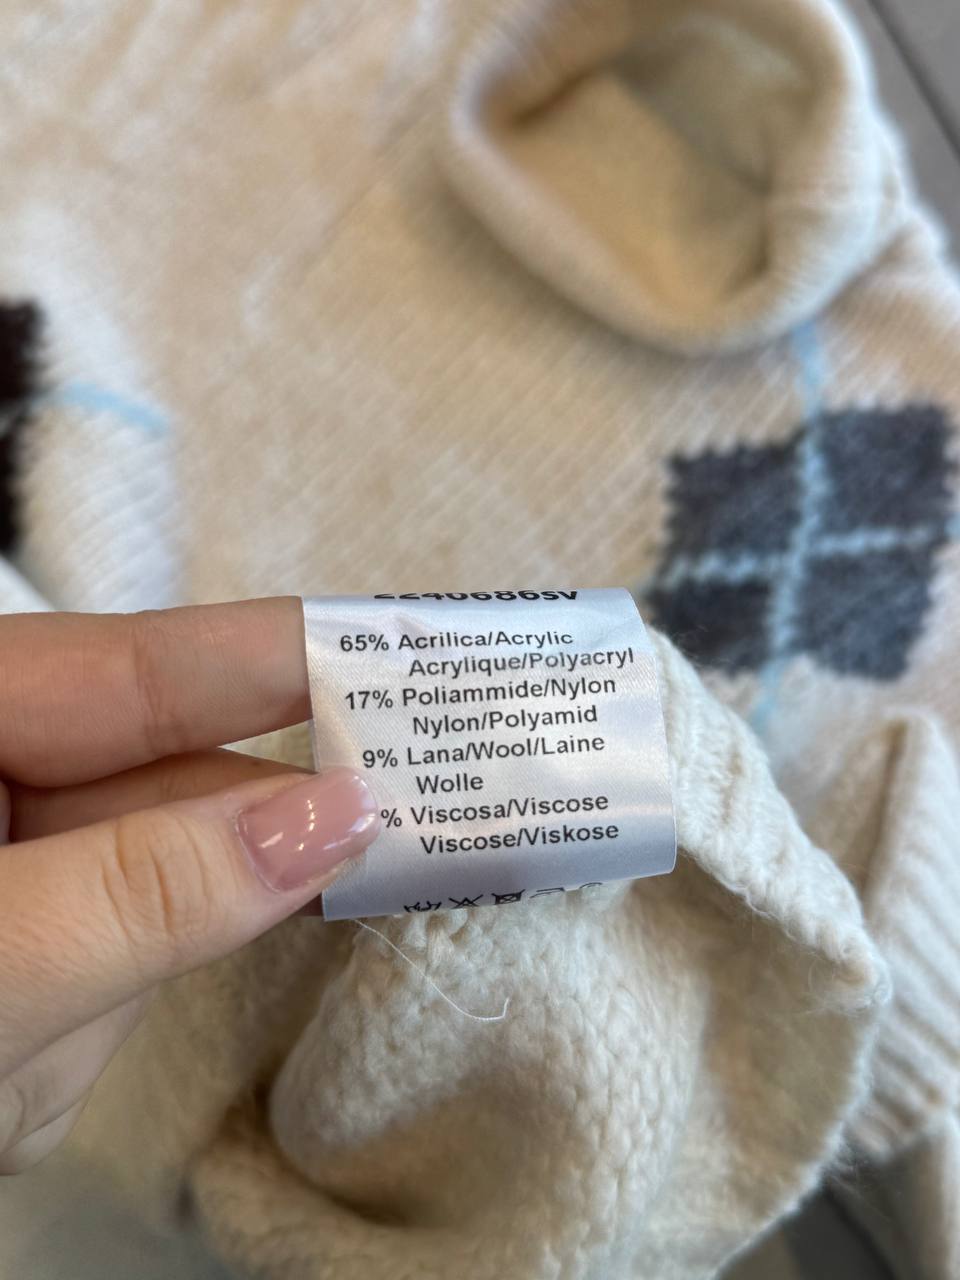 2240686sv
65% Acrilica/Acrylic
Acrylique/Polyacryl
17% Poliammide/Nylon
Nylon/Polyamid
9% Lana/Wool/Laine
Wolle
% Viscosa/Viscose
Viscose/Viskose